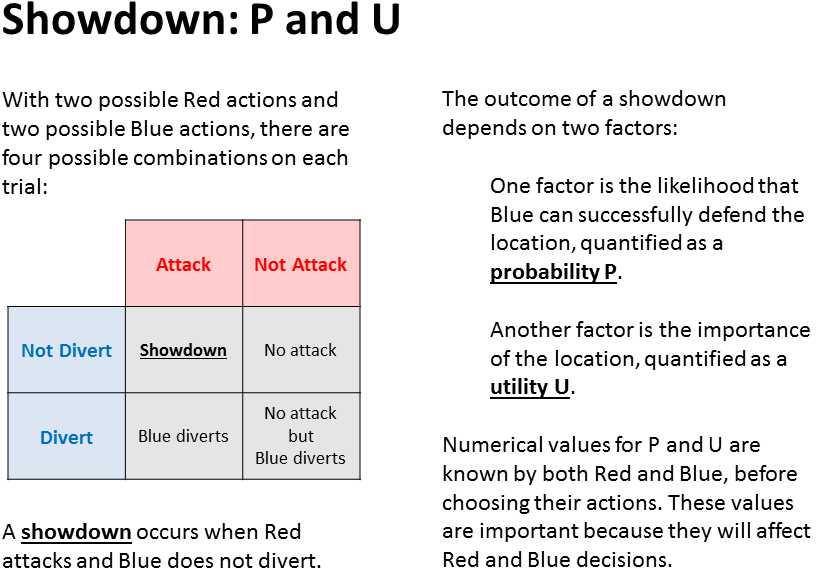 Showdown: P and U
With two possible Red actions and
two possible Blue actions, there are
four possible combinations on each
trial:
Attack
Not Attack
Not Divert
Showdown
No attack
Divert
Blue diverts
No attack
but
Blue diverts
A showdown occurs when Red
attacks and Blue does not divert.
The outcome of a showdown
depends on two factors:
One factor is the likelihood that
Blue can successfully defend the
location, quantified as a
probability P.
Another factor is the importance
of the location, quantified as a
utility U.
Numerical values for P and U are
known by both Red and Blue, before
choosing their actions. These values
are important because they will affect
Red and Blue decisions.